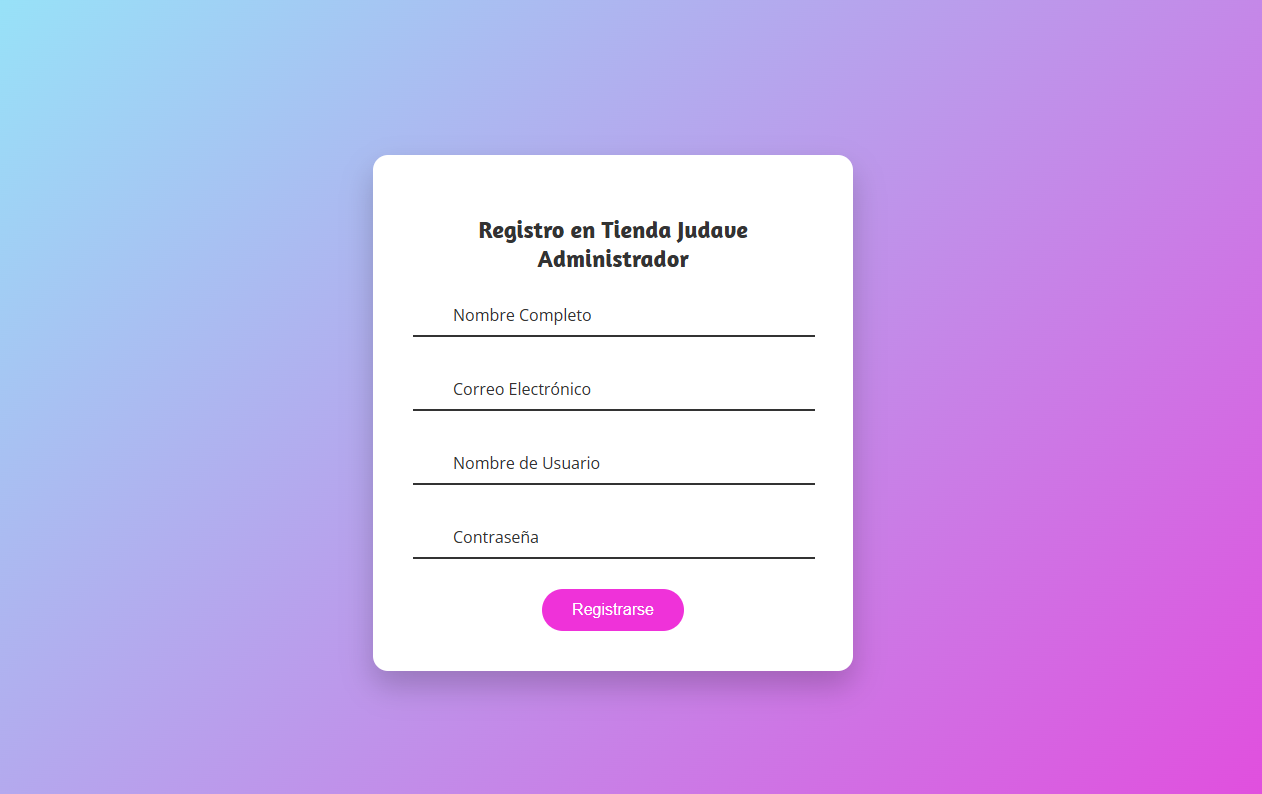 Registro en Tienda Judave
Administrador
Nombre Completo
Correo Electrónico
Nombre de Usuario
Contraseña
Registrarse